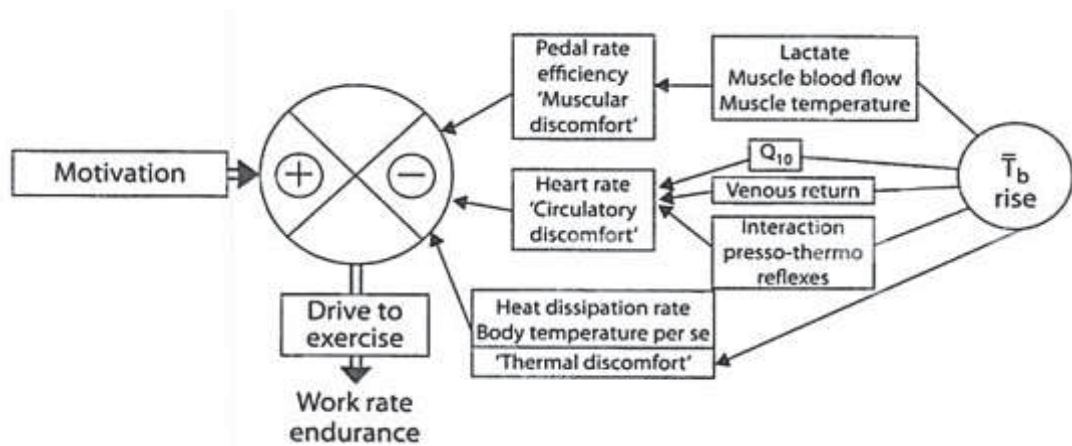 Motivation
+
−
Drive to
exercise
Work rate
endurance
Pedal rate
efficiency
'Muscular
discomfort'
Heart rate
'Circulatory
discomfort'
Heat dissipation rate
Body temperature per se
'Thermal discomfort'
Lactate
Muscle blood flow
Muscle temperature
Q₁₀
Venous return
Interaction
presso-thermo
reflexes
T̄b
rise